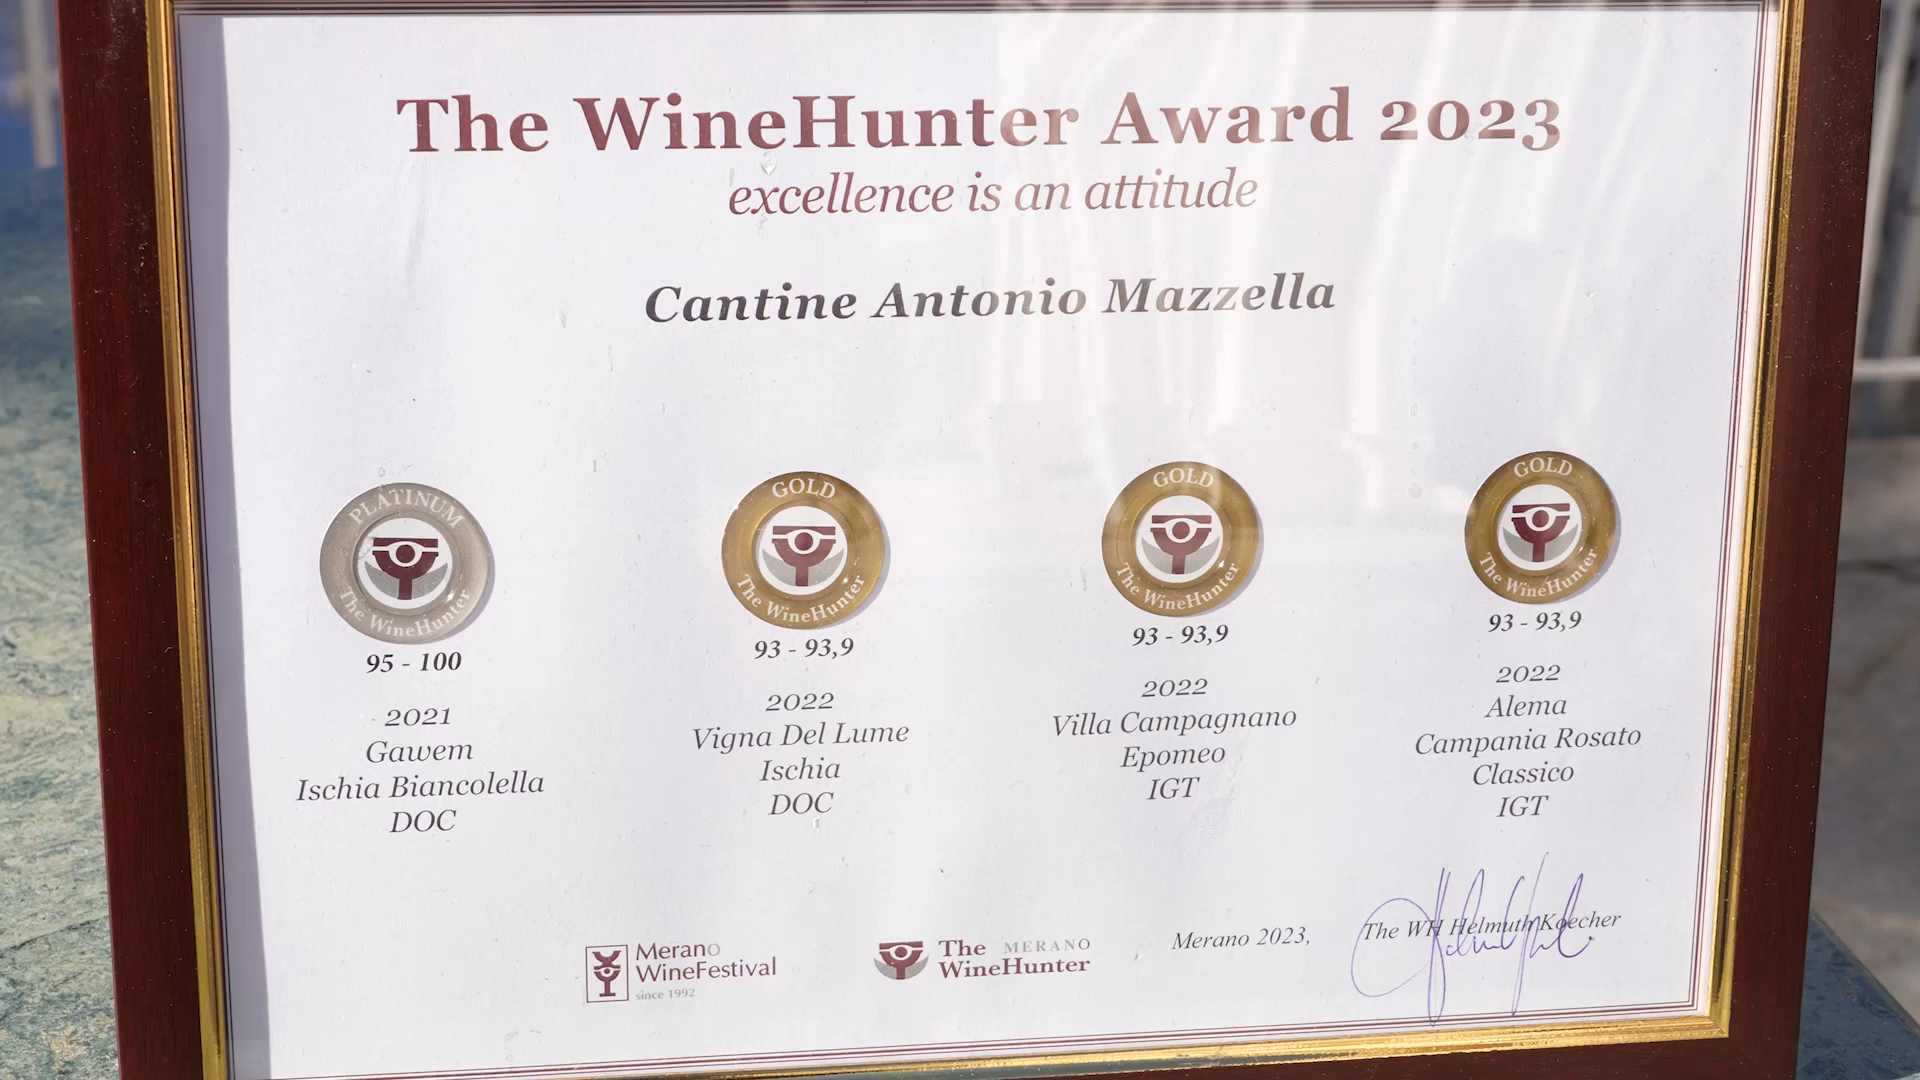 The WineHunter Award 2023
excellence is an attitude
Cantine Antonio Mazzella
PLATINUM
The WineHunter
95 - 100
2021
Gawem
Ischia Biancolella
DOC
GOLD
The WineHunter
93 - 93,9
2022
Vigna Del Lume
Ischia
DOC
GOLD
The WineHunter
93 - 93,9
2022
Villa Campagnano
Epomeo
IGT
GOLD
The WineHunter
93 - 93,9
2022
Alema
Campania Rosato
Classico
IGT
Merano
WineFestival
since 1992
The MERANO
WineHunter
Merano 2023,
The WH Helmuth Koecher